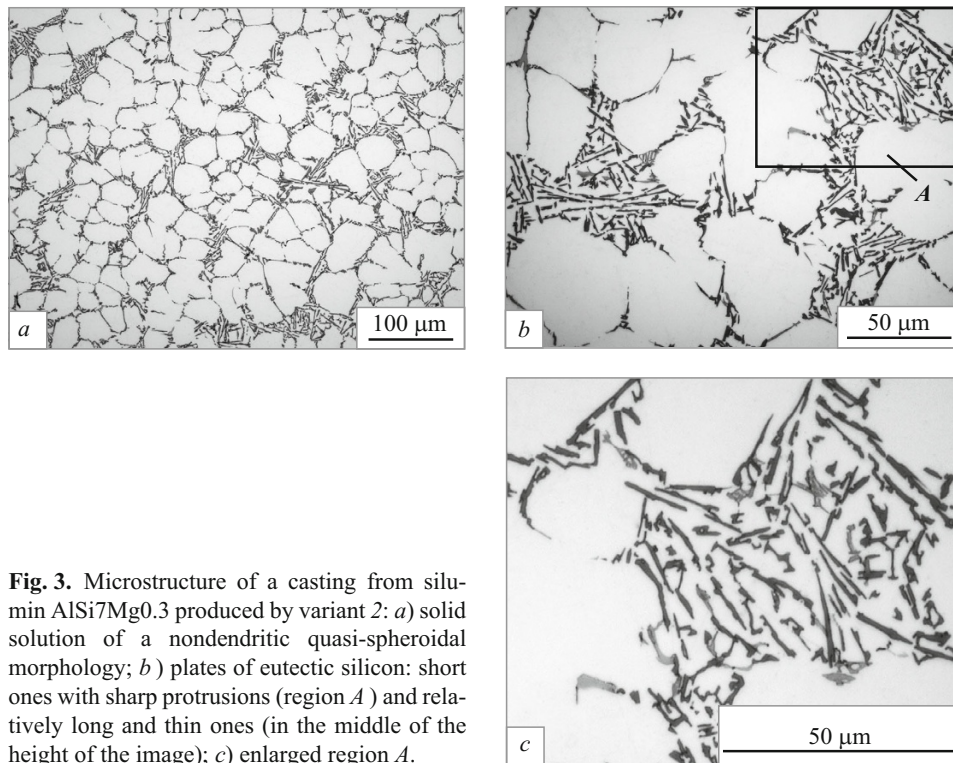 a
100 μm
b
A
50 μm
Fig. 3. Microstructure of a casting from silu-
min AlSi7Mg0.3 produced by variant 2: a) solid
solution of a nondendritic quasi-spheroidal
morphology; b ) plates of eutectic silicon: short
ones with sharp protrusions (region A ) and rela-
tively long and thin ones (in the middle of the
height of the image); c) enlarged region A.
c
50 μm